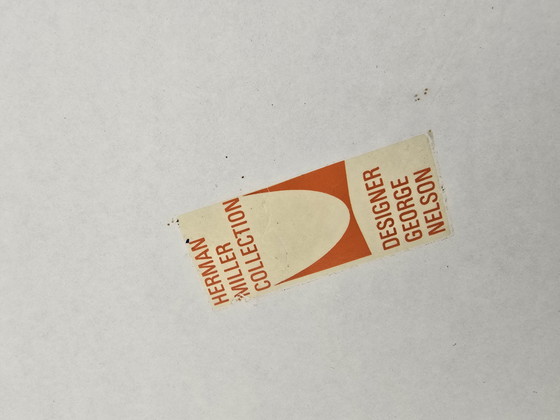 HERMAN
MILLER
COLLECTION
DESIGNER
GEORGE
NELSON